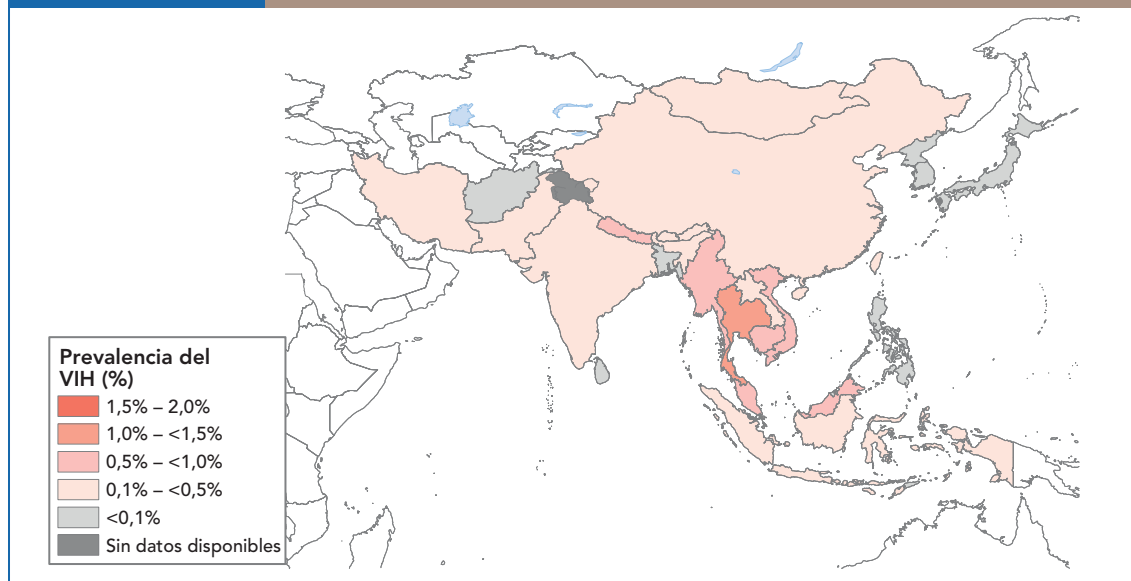 Prevalencia del
VIH (%)
1,5% – 2,0%
1,0% – <1,5%
0,5% – <1,0%
0,1% – <0,5%
<0,1%
Sin datos disponibles